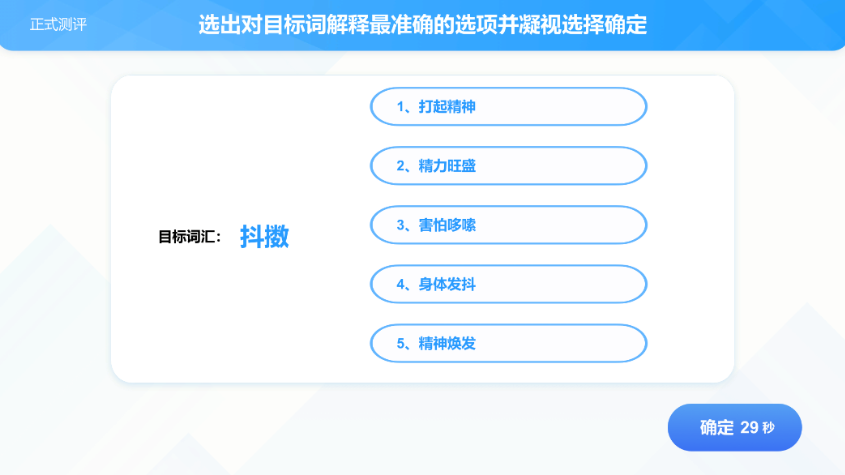 正式测评
选出对目标词解释最准确的选项并凝视选择确定
1、打起精神
2、精力旺盛
3、害怕哆嗦
4、身体发抖
5、精神焕发
目标词汇： 抖擞
确定 29 秒